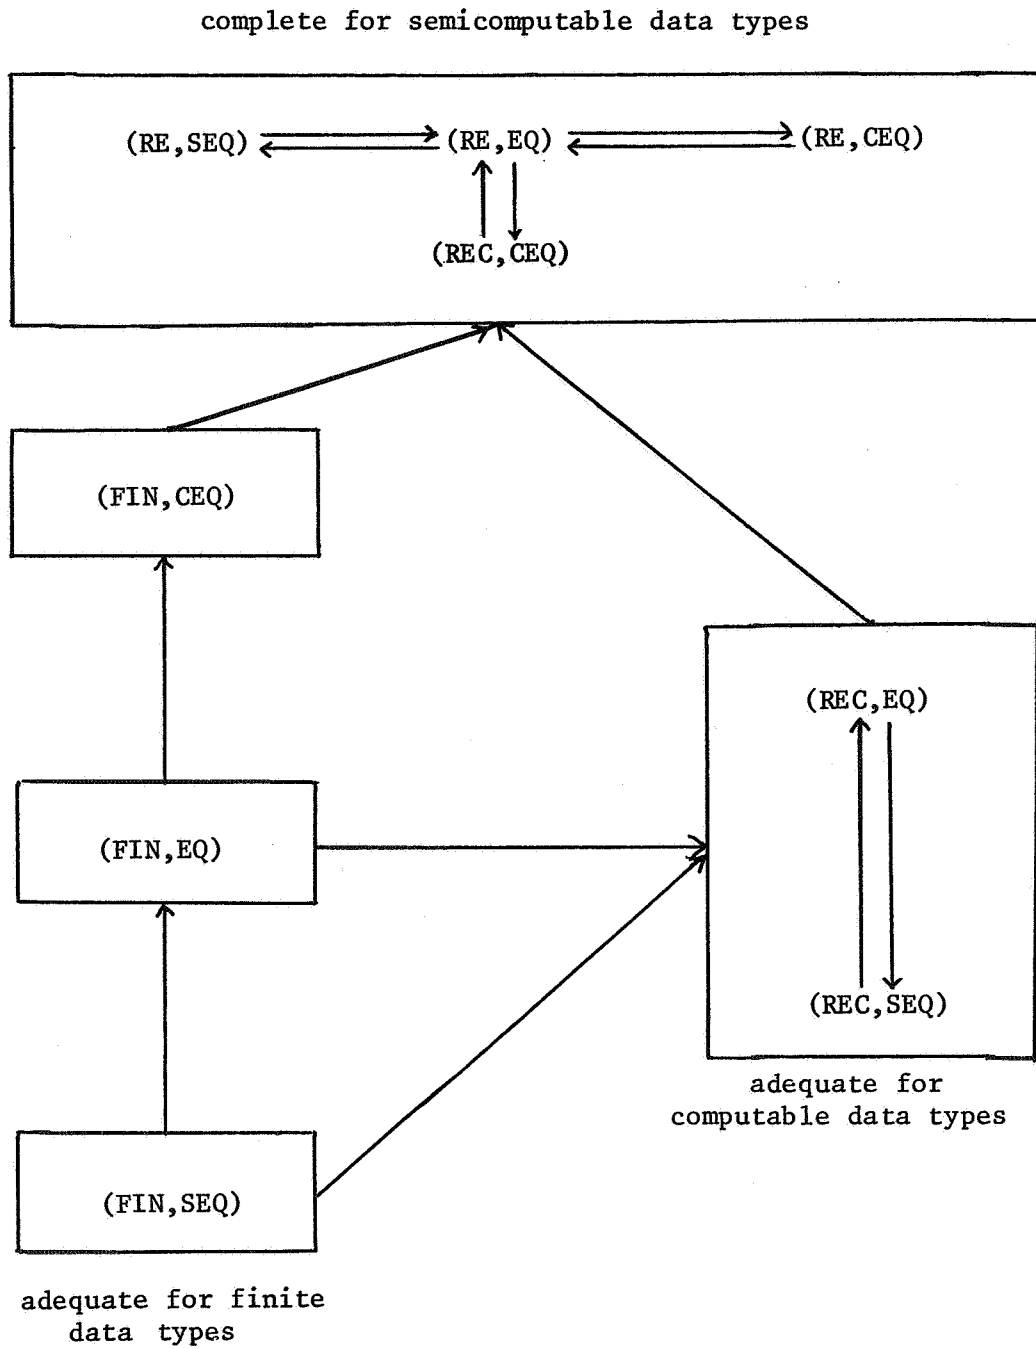 complete for semicomputable data types
(RE,SEQ) (RE,EQ) (RE,CEQ)
(REC,CEQ)
(FIN,CEQ)
(REC,EQ)
(FIN,EQ)
(REC,SEQ)
adequate for
computable data types
(FIN,SEQ)
adequate for finite
data types